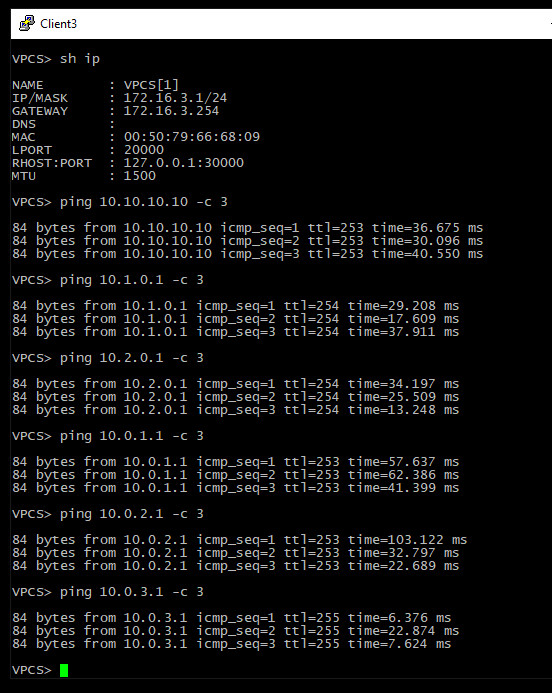 Client3
VPCS> sh ip
NAME        : VPCS[1]
IP/MASK     : 172.16.3.1/24
GATEWAY     : 172.16.3.254
DNS         :
MAC         : 00:50:79:66:68:09
LPORT       : 20000
RHOST:PORT  : 127.0.0.1:30000
MTU         : 1500
VPCS> ping 10.10.10.10 -c 3
84 bytes from 10.10.10.10 icmp_seq=1 ttl=253 time=36.675 ms
84 bytes from 10.10.10.10 icmp_seq=2 ttl=253 time=30.096 ms
84 bytes from 10.10.10.10 icmp_seq=3 ttl=253 time=40.550 ms
VPCS> ping 10.1.0.1 -c 3
84 bytes from 10.1.0.1 icmp_seq=1 ttl=254 time=29.208 ms
84 bytes from 10.1.0.1 icmp_seq=2 ttl=254 time=17.609 ms
84 bytes from 10.1.0.1 icmp_seq=3 ttl=254 time=37.911 ms
VPCS> ping 10.2.0.1 -c 3
84 bytes from 10.2.0.1 icmp_seq=1 ttl=254 time=34.197 ms
84 bytes from 10.2.0.1 icmp_seq=2 ttl=254 time=25.509 ms
84 bytes from 10.2.0.1 icmp_seq=3 ttl=254 time=13.248 ms
VPCS> ping 10.0.1.1 -c 3
84 bytes from 10.0.1.1 icmp_seq=1 ttl=253 time=57.637 ms
84 bytes from 10.0.1.1 icmp_seq=2 ttl=253 time=62.386 ms
84 bytes from 10.0.1.1 icmp_seq=3 ttl=253 time=41.399 ms
VPCS> ping 10.0.2.1 -c 3
84 bytes from 10.0.2.1 icmp_seq=1 ttl=253 time=103.122 ms
84 bytes from 10.0.2.1 icmp_seq=2 ttl=253 time=32.797 ms
84 bytes from 10.0.2.1 icmp_seq=3 ttl=253 time=22.689 ms
VPCS> ping 10.0.3.1 -c 3
84 bytes from 10.0.3.1 icmp_seq=1 ttl=255 time=6.376 ms
84 bytes from 10.0.3.1 icmp_seq=2 ttl=255 time=22.874 ms
84 bytes from 10.0.3.1 icmp_seq=3 ttl=255 time=7.624 ms
VPCS>